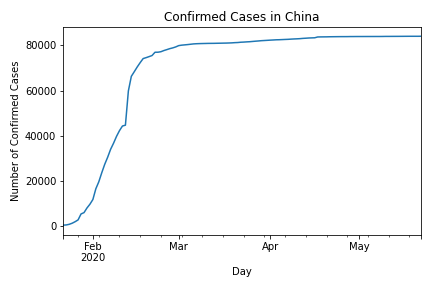 Confirmed Cases in China
Number of Confirmed Cases
80000
60000
40000
20000
0
Feb
2020
Mar
Apr
May
Day